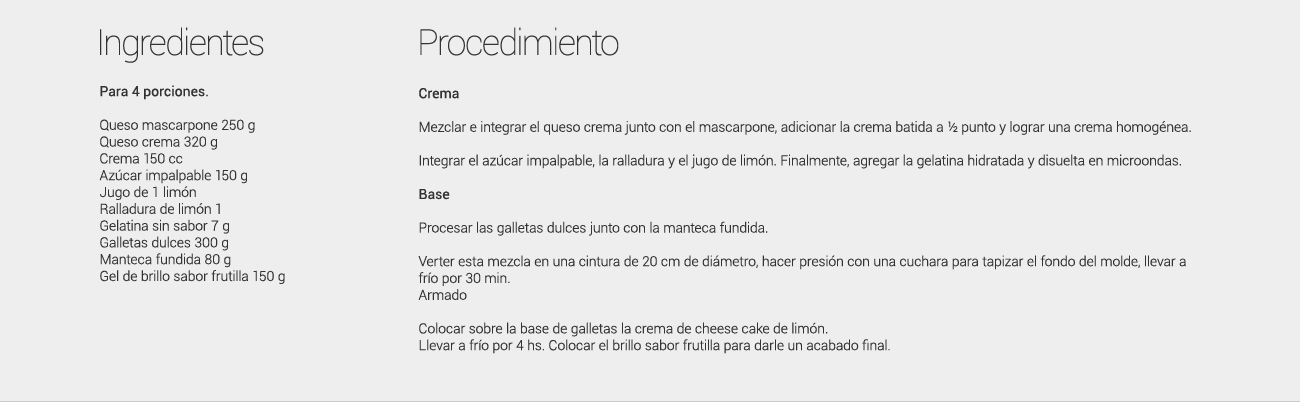 Ingredientes
Para 4 porciones.
Queso mascarpone 250 g
Queso crema 320 g
Crema 150 cc
Azúcar impalpable 150 g
Jugo de 1 limón
Ralladura de limón 1
Gelatina sin sabor 7 g
Galletas dulces 300 g
Manteca fundida 80 g
Gel de brillo sabor frutilla 150 g
Procedimiento
Crema
Mezclar e integrar el queso crema junto con el mascarpone, adicionar la crema batida a ½ punto y lograr una crema homogénea.
Integrar el azúcar impalpable, la ralladura y el jugo de limón. Finalmente, agregar la gelatina hidratada y disuelta en microondas.
Base
Procesar las galletas dulces junto con la manteca fundida.
Verter esta mezcla en una cintura de 20 cm de diámetro, hacer presión con una cuchara para tapizar el fondo del molde, llevar a
frío por 30 min.
Armado
Colocar sobre la base de galletas la crema de cheese cake de limón.
Llevar a frío por 4 hs. Colocar el brillo sabor frutilla para darle un acabado final.